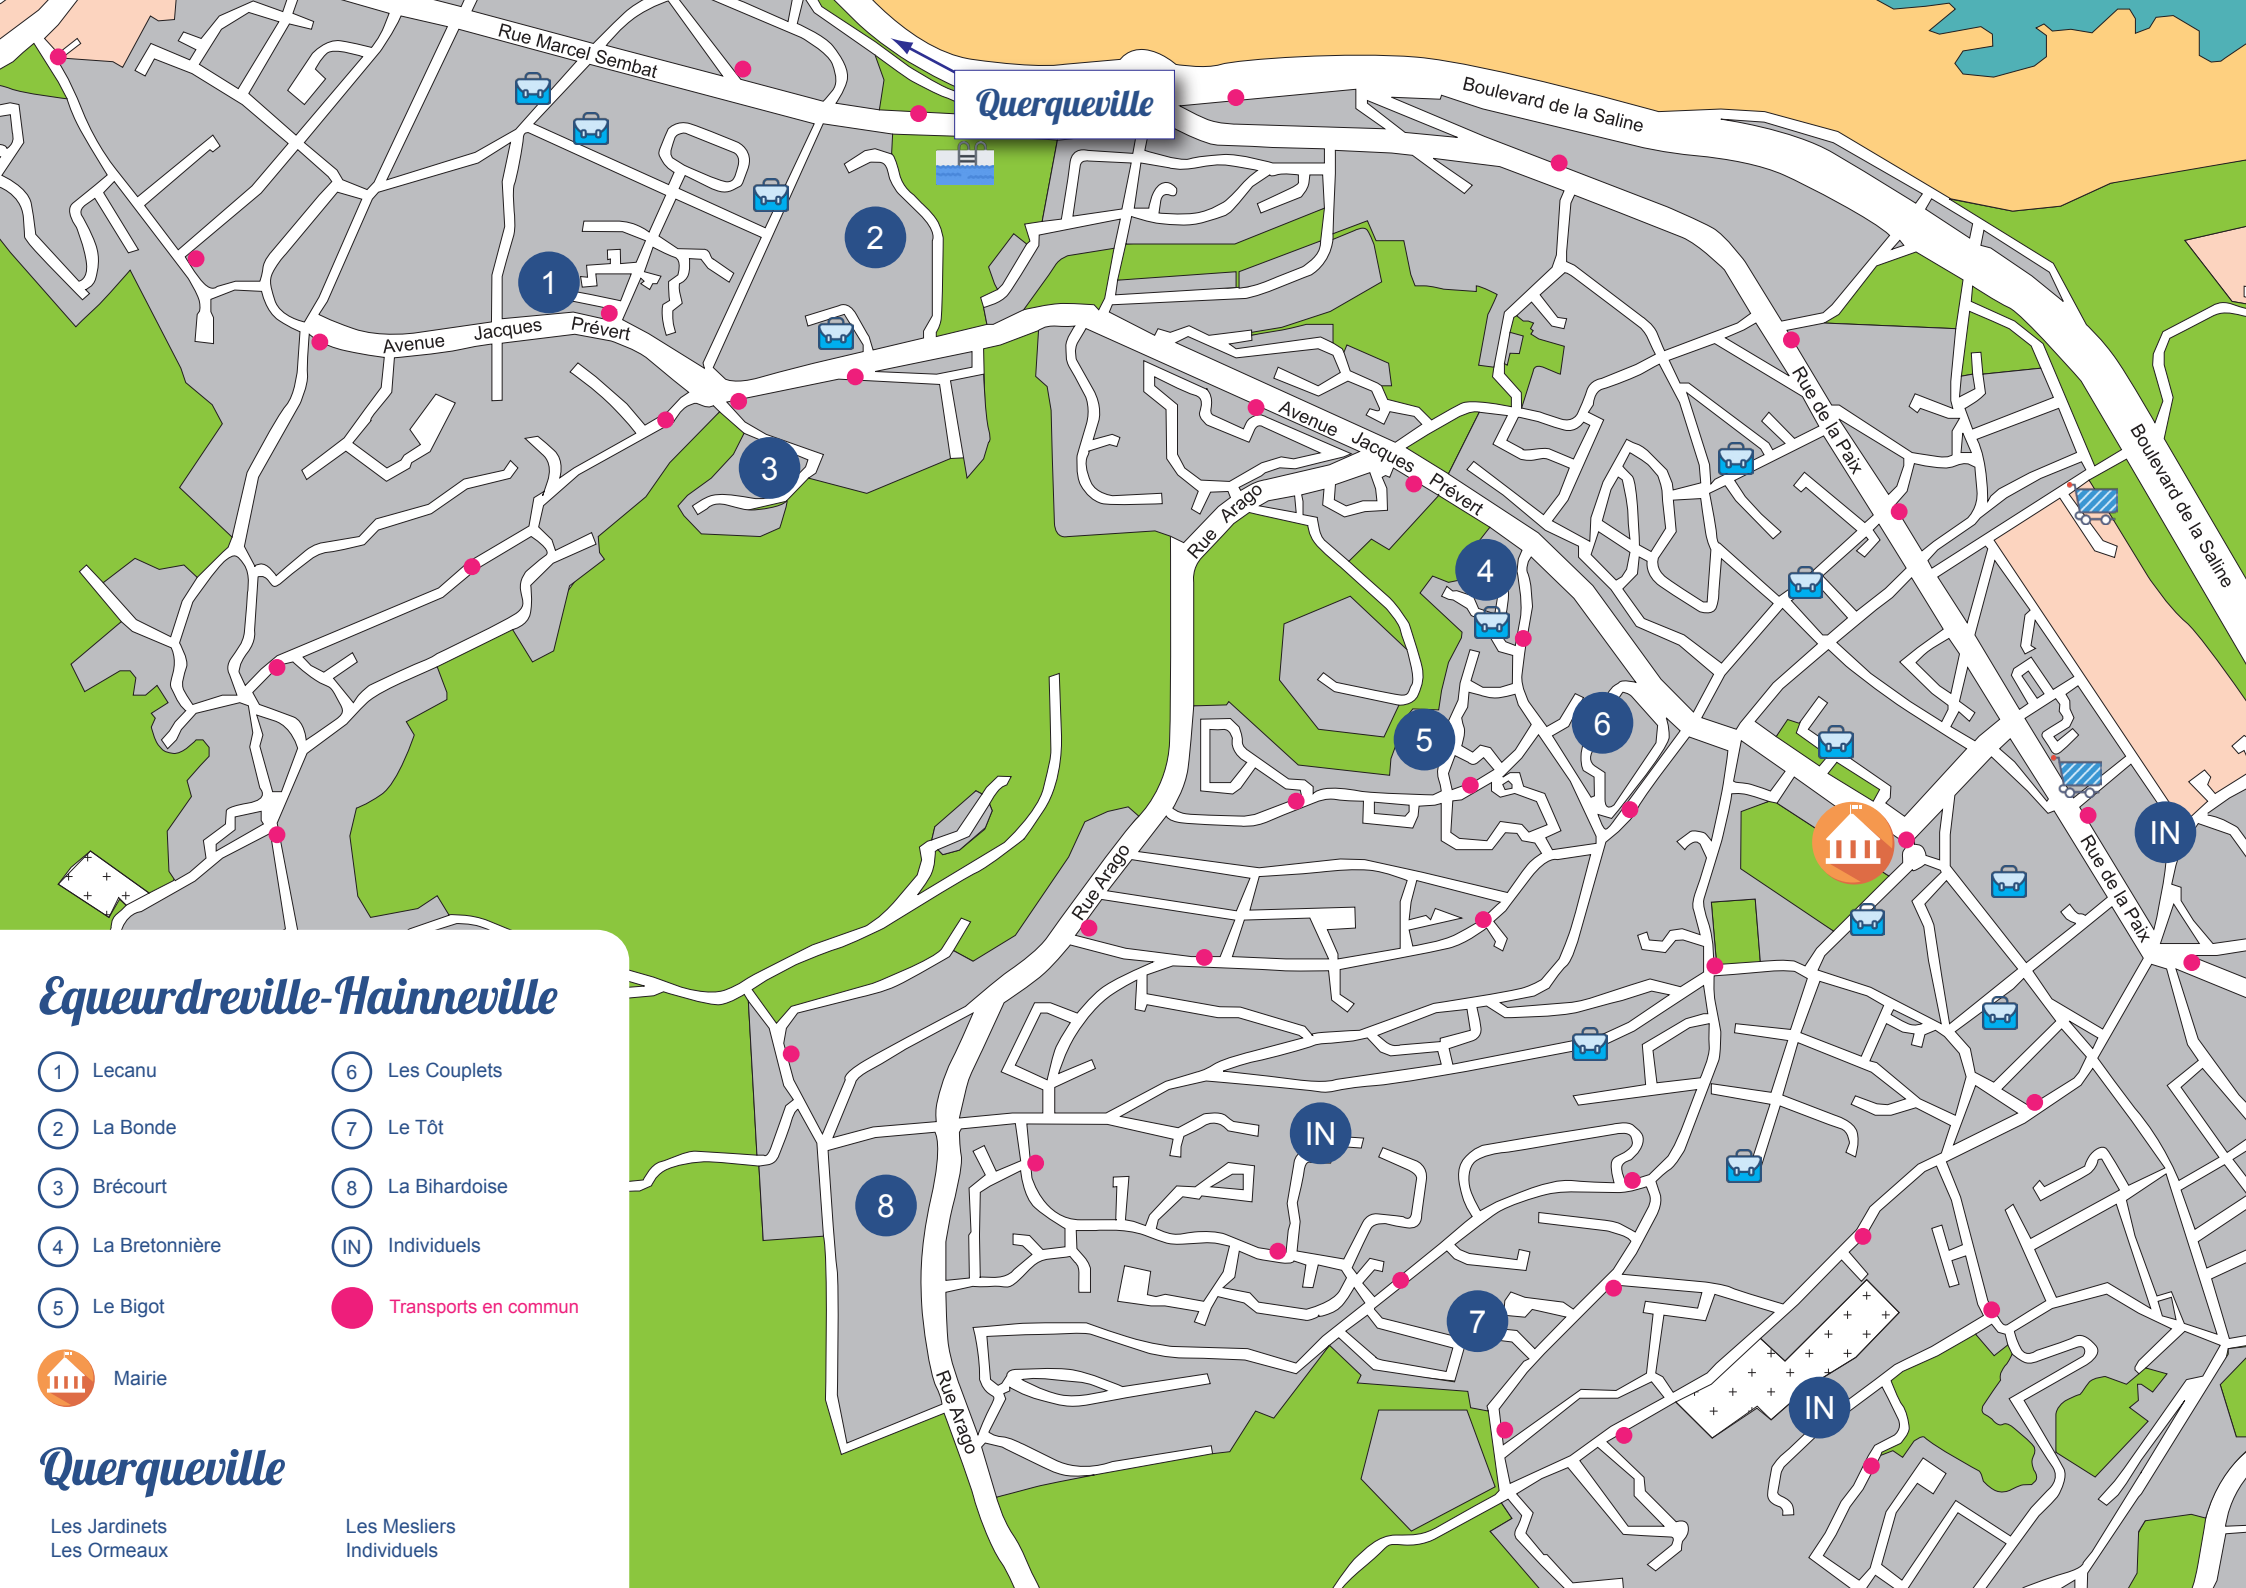 Rue Marcel Sembat
Querqueville
Boulevard de la Saline
1
2
Avenue Jacques Prévert
3
Avenue Jacques Prévert
Rue de la Paix
Boulevard de la Saline
Rue Arago
4
5
6
IN
Rue Arago
Rue de la Paix
IN
8
7
Rue Arago
IN
Equeurdreville-Hainneville
1 Lecanu
2 La Bonde
3 Brécourt
4 La Bretonnière
5 Le Bigot
Mairie
6 Les Couplets
7 Le Tôt
8 La Bihardoise
IN Individuels
Transports en commun
Querqueville
Les Jardinets
Les Ormeaux
Les Mesliers
Individuels